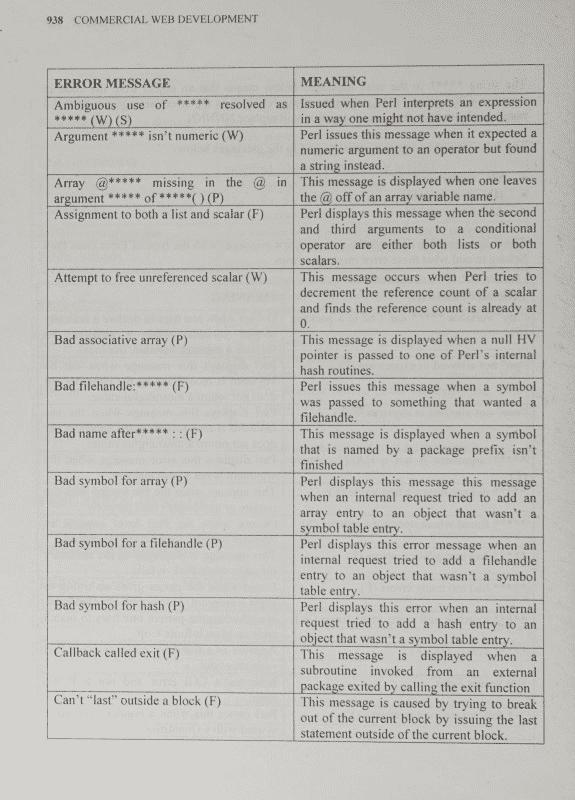 938 COMMERCIAL WEB DEVELOPMENT
ERROR MESSAGE
MEANING
Ambiguous use of ***** resolved as
***** (W) (S)
Issued when Perl interprets an expression
in a way one might not have intended.
Argument ***** isn't numeric (W)
Perl issues this message when it expected a
numeric argument to an operator but found
a string instead.
Array @***** missing in the @ in
argument ***** of *****( ) (P)
This message is displayed when one leaves
the @ off of an array variable name.
Assignment to both a list and scalar (F)
Perl displays this message when the second
and third arguments to a conditional
operator are either both lists or both
scalars.
Attempt to free unreferenced scalar (W)
This message occurs when Perl tries to
decrement the reference count of a scalar
and finds the reference count is already at
0.
Bad associative array (P)
This message is displayed when a null HV
pointer is passed to one of Perl's internal
hash routines.
Bad filehandle:***** (F)
Perl issues this message when a symbol
was passed to something that wanted a
filehandle.
Bad name after***** : : (F)
This message is displayed when a symbol
that is named by a package prefix isn't
finished
Bad symbol for array (P)
Perl displays this message this message
when an internal request tried to add an
array entry to an object that wasn't a
symbol table entry.
Bad symbol for a filehandle (P)
Perl displays this error message when an
internal request tried to add a filehandle
entry to an object that wasn't a symbol
table entry.
Bad symbol for hash (P)
Perl displays this error when an internal
request tried to add a hash entry to an
object that wasn't a symbol table entry.
Callback called exit (F)
This message is displayed when a
subroutine invoked from an external
package exited by calling the exit function
Can't "last" outside a block (F)
This message is caused by trying to break
out of the current block by issuing the last
statement outside of the current block.